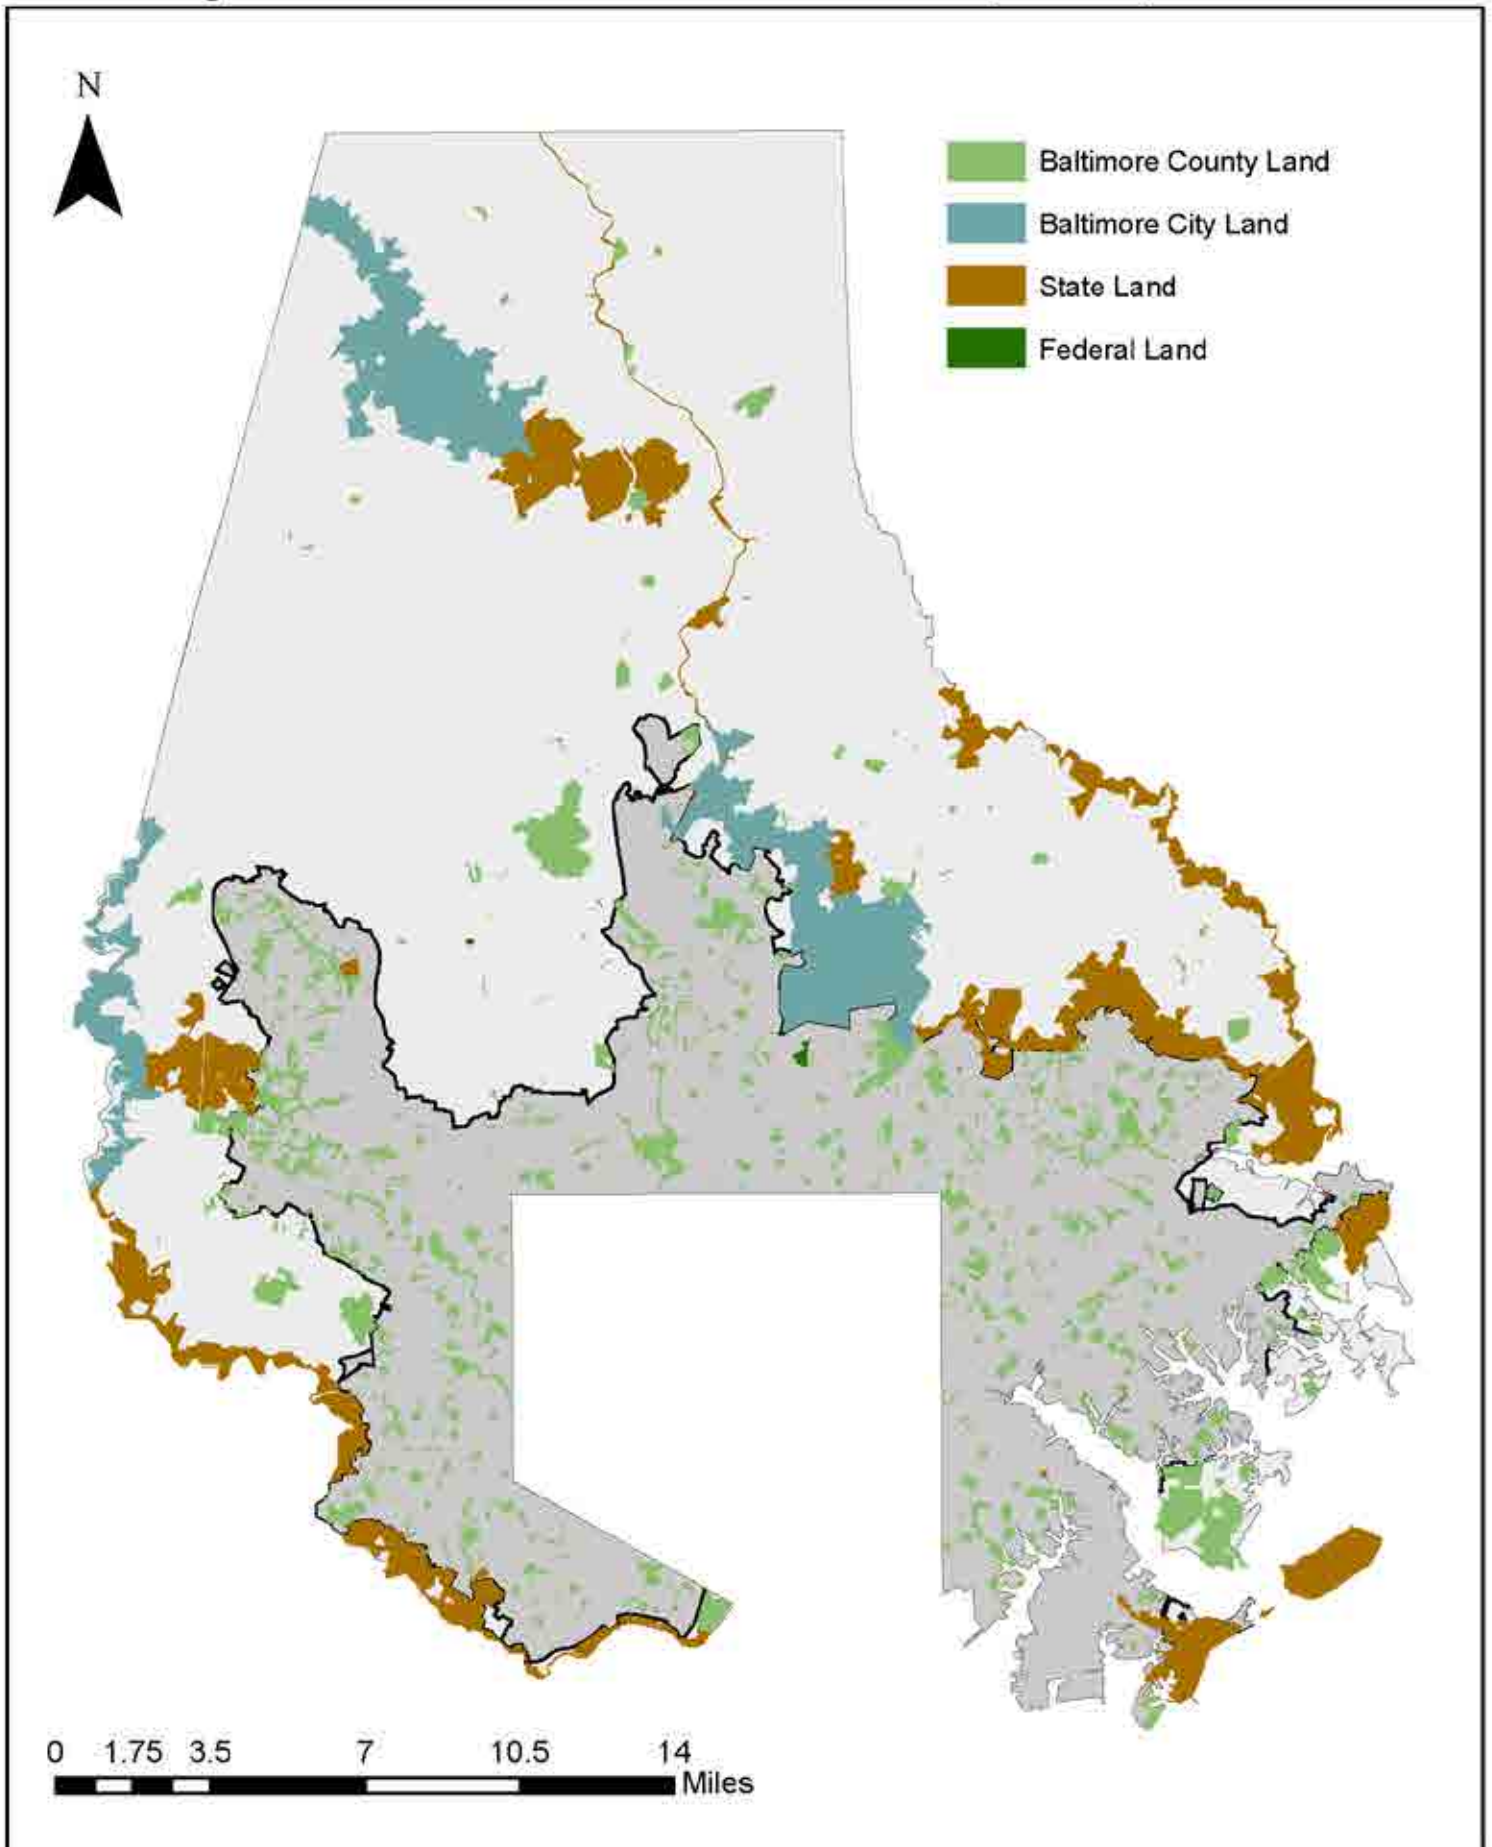 N
Baltimore County Land
Baltimore City Land
State Land
Federal Land
0 1.75 3.5 7 10.5 14
Miles